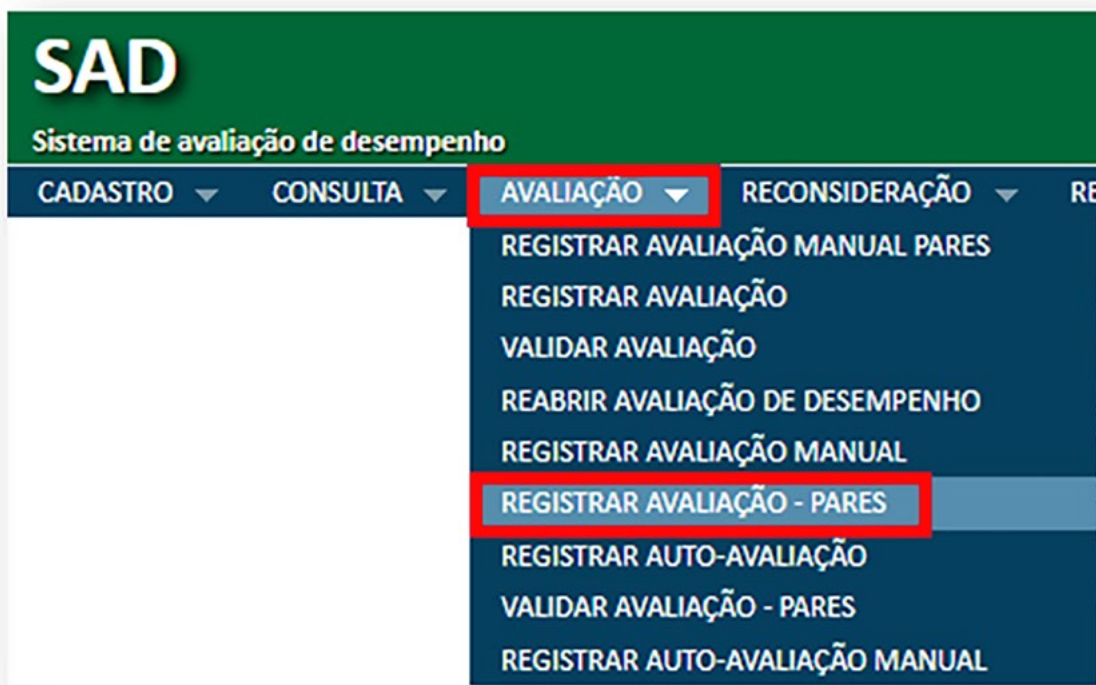 SAD
Sistema de avaliação de desempenho
CADASTRO CONSULTA AVALIAÇÃO RECONSIDERAÇÃO
REGISTRAR AVALIAÇÃO MANUAL PARES
REGISTRAR AVALIAÇÃO
VALIDAR AVALIAÇÃO
REABRIR AVALIAÇÃO DE DESEMPENHO
REGISTRAR AVALIAÇÃO MANUAL
REGISTRAR AVALIAÇÃO - PARES
REGISTRAR AUTO-AVALIAÇÃO
VALIDAR AVALIAÇÃO - PARES
REGISTRAR AUTO-AVALIAÇÃO MANUAL